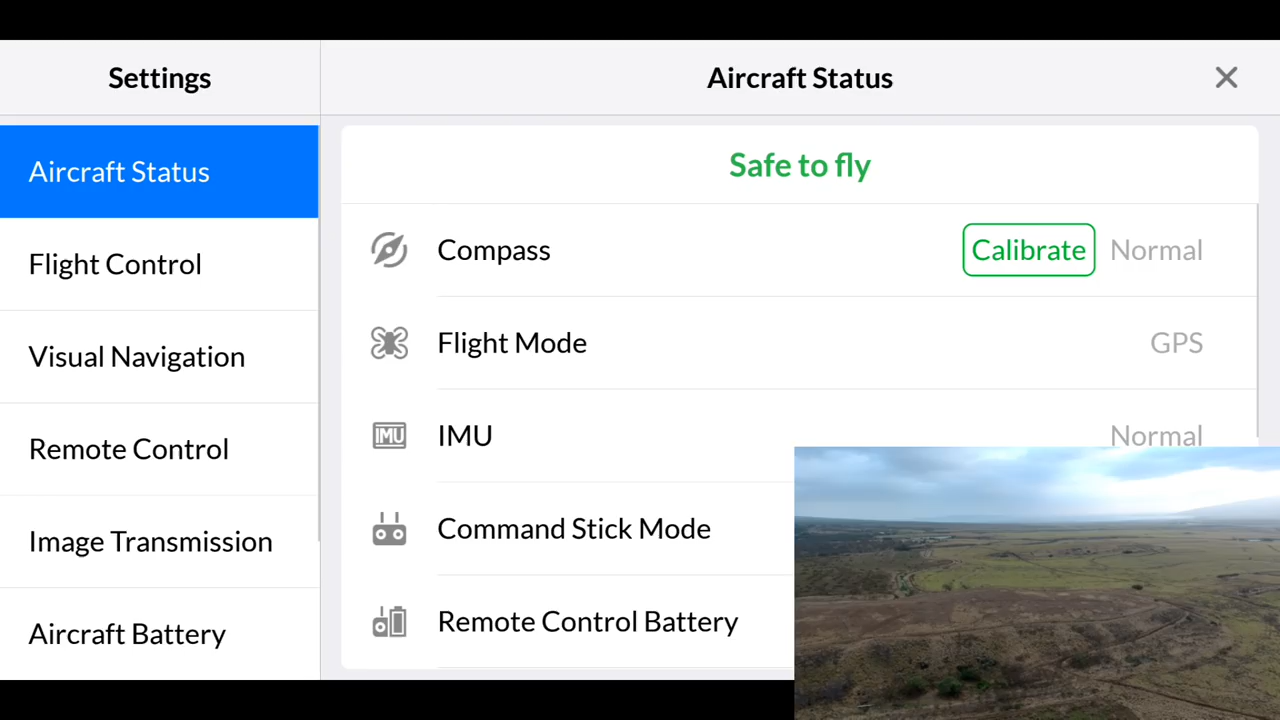 Settings
Aircraft Status
Aircraft Status
Flight Control
Visual Navigation
Remote Control
Image Transmission
Aircraft Battery
Safe to fly
Compass Calibrate Normal
Flight Mode GPS
IMU IMU Normal
Command Stick Mode
Remote Control Battery